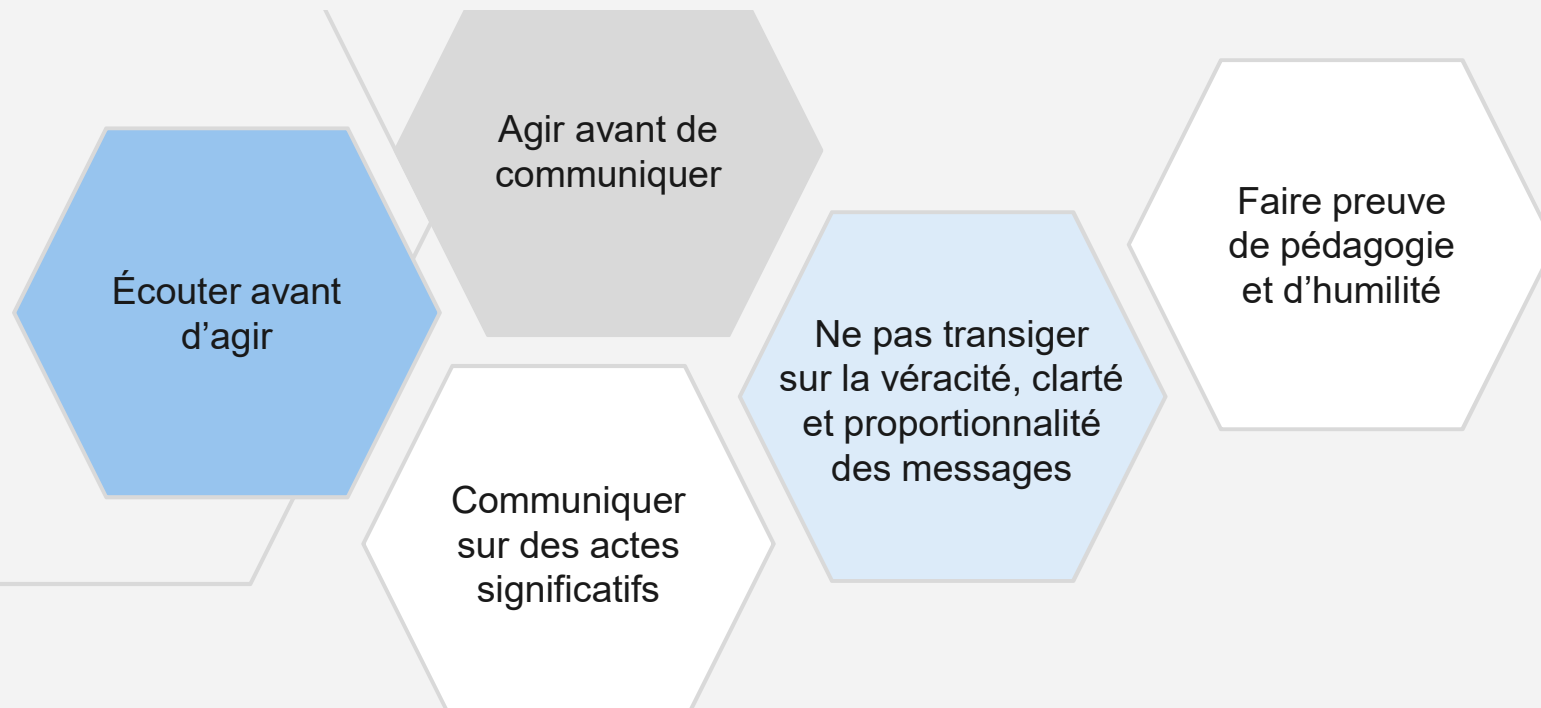 Écouter avant
d’agir
Agir avant de
communiquer
Communiquer
sur des actes
significatifs
Ne pas transiger
sur la véracité, clarté
et proportionnalité
des messages
Faire preuve
de pédagogie
et d’humilité